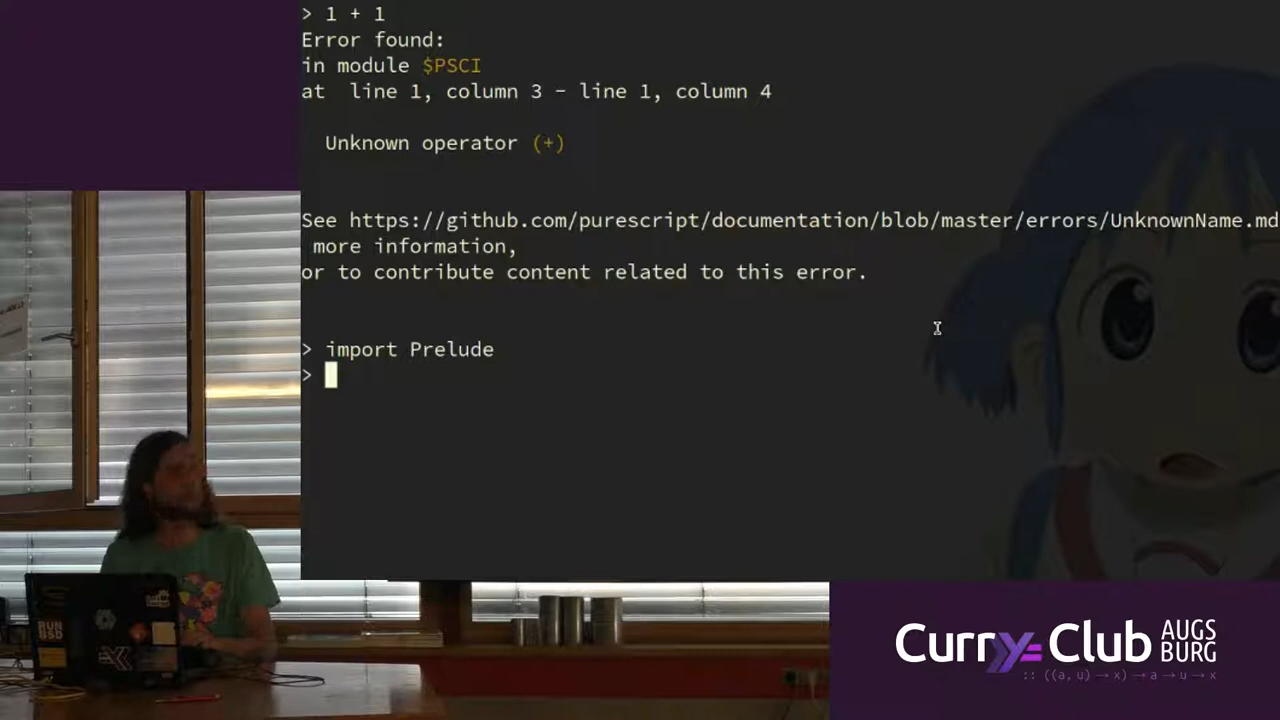 > 1 + 1
Error found:
in module $PSCI
at  line 1, column 3 - line 1, column 4
Unknown operator (+)
See https://github.com/purescript/documentation/blob/master/errors/UnknownName.md
more information,
or to contribute content related to this error.
> import Prelude
>
RUN
BSD
Curry Club AUGS
BURG
:: ((a, u) → x) → a → u → x